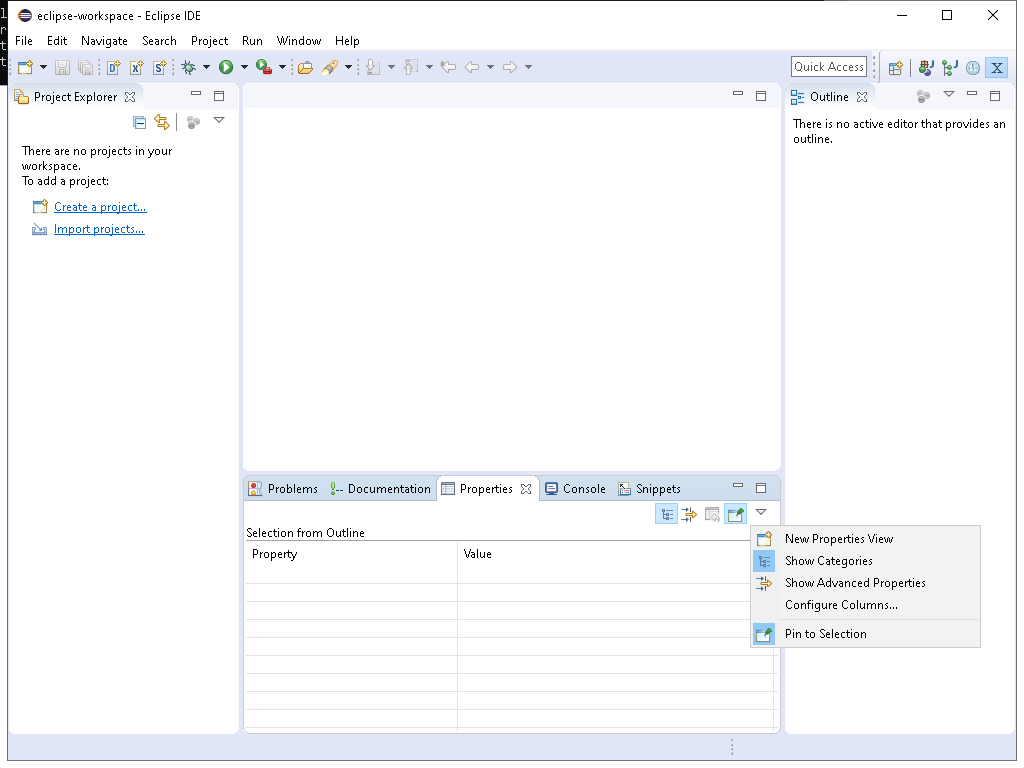 eclipse-workspace - Eclipse IDE
File Edit Navigate Search Project Run Window Help
Quick Access
Project Explorer
There are no projects in your
workspace.
To add a project:
Create a project...
Import projects...
Outline
There is no active editor that provides an
outline.
Problems Documentation Properties Console Snippets
Selection from Outline
Property Value
New Properties View
Show Categories
Show Advanced Properties
Configure Columns...
Pin to Selection